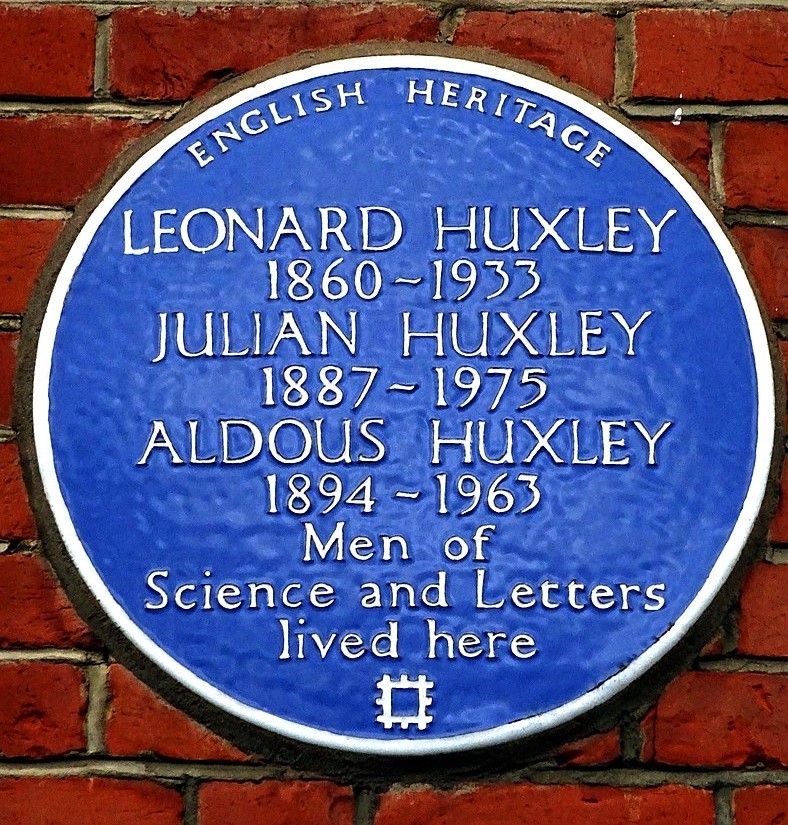 ENGLISH HERITAGE
LEONARD HUXLEY
1860~1933
JULIAN HUXLEY
1887~1975
ALDOUS HUXLEY
1894~1963
Men of
Science and Letters
lived here